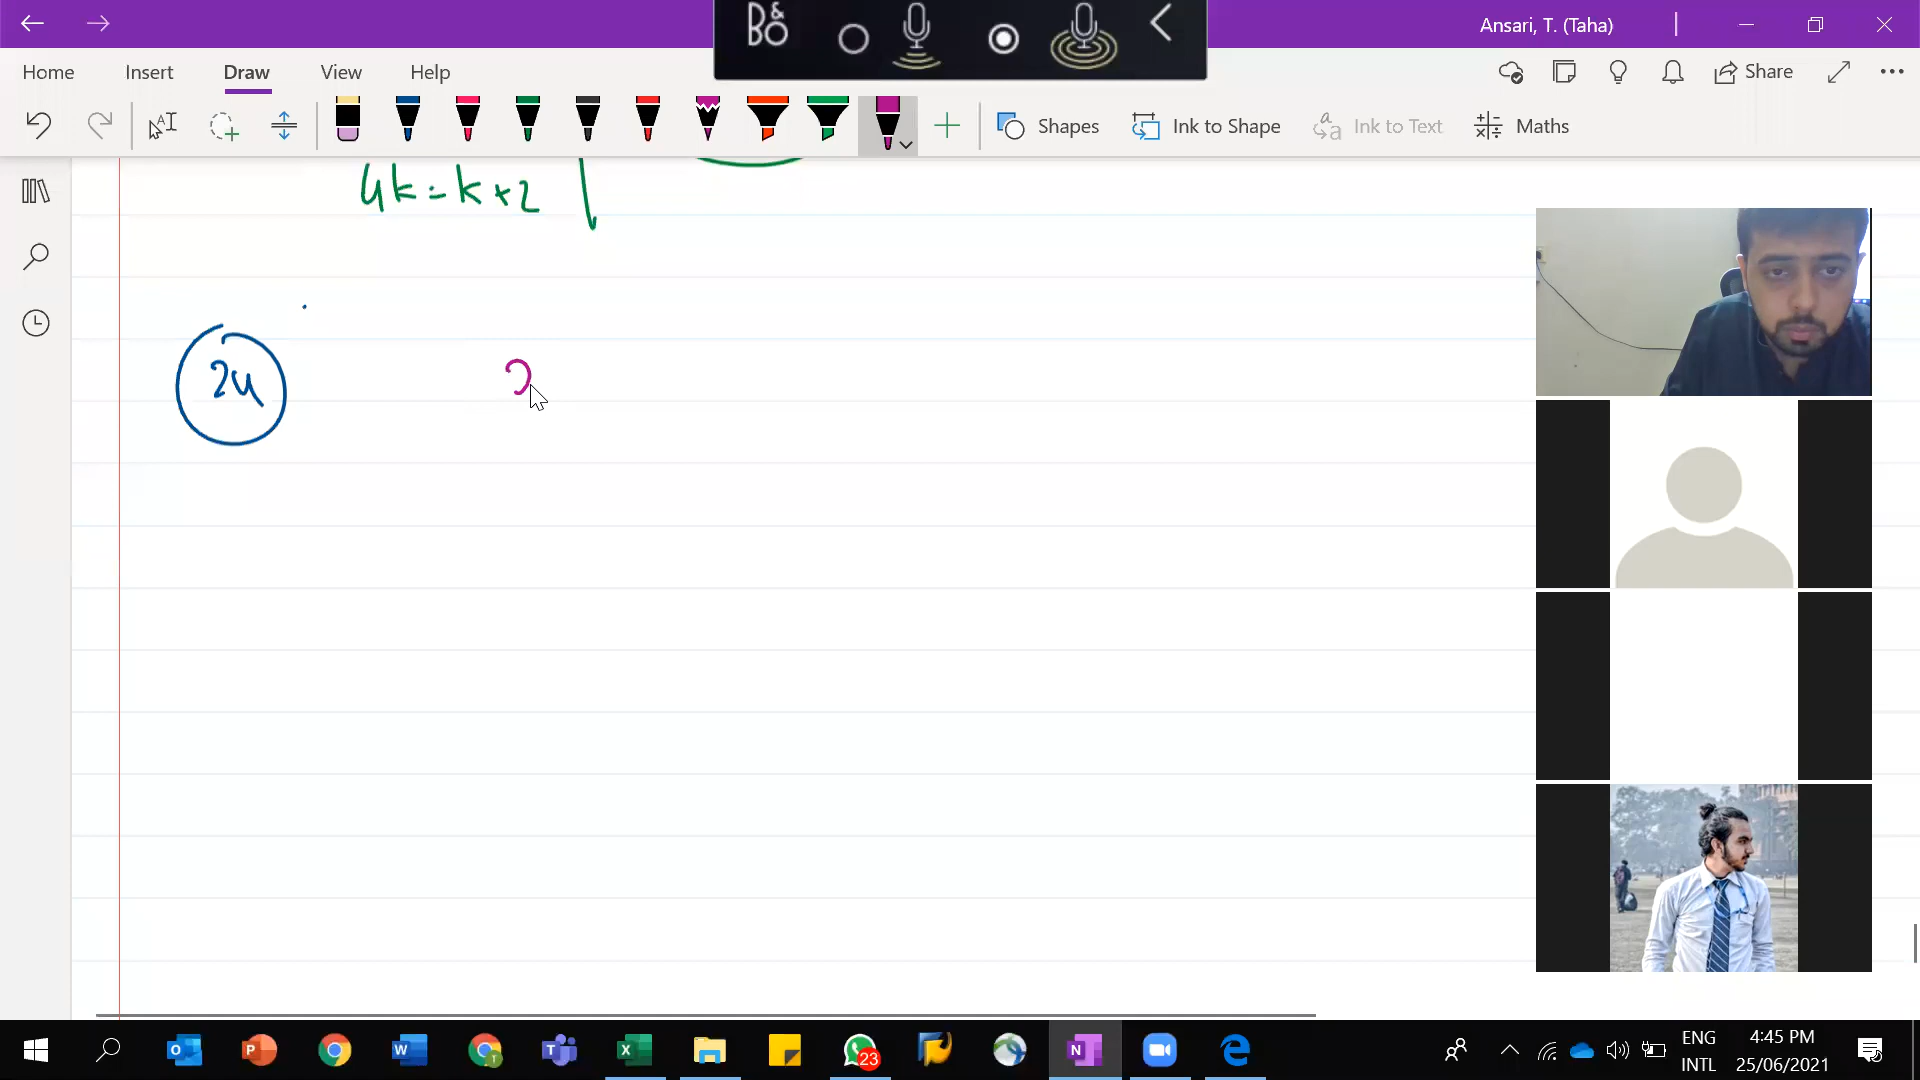 Ansari, T. (Taha)
B&O
Home Insert Draw View Help
Share
Shapes Ink to Shape Ink to Text Maths
4k = k + 2
24
23
ENG 4:45 PM
INTL 25/06/2021